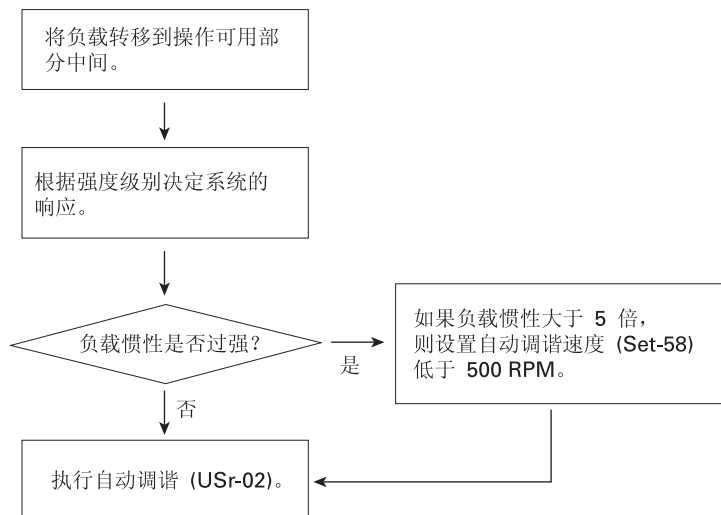 将负载转移到操作可用部
分中间。
根据强度级别决定系统的
响应。
负载惯性是否过强?
是
如果负载惯性大于 5 倍，
则设置自动调谐速度 (Set-58)
低于 500 RPM。
否
执行自动调谐 (USr-02)。